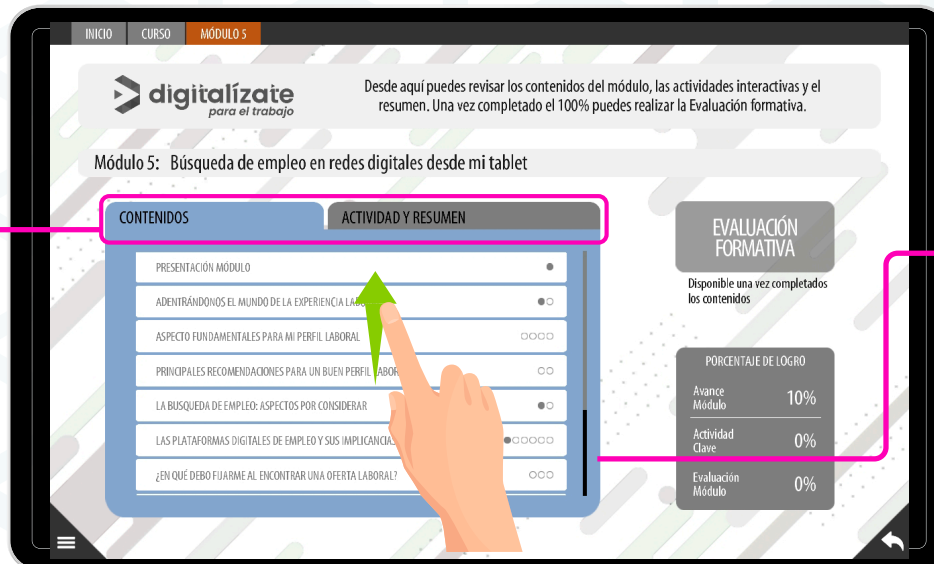 INICIO
CURSO
MÓDULO 5
digitalízate
para el trabajo
Desde aquí puedes revisar los contenidos del módulo, las actividades interactivas y el
resumen. Una vez completado el 100% puedes realizar la Evaluación formativa.
Módulo 5: Búsqueda de empleo en redes digitales desde mi tablet
CONTENIDOS
ACTIVIDAD Y RESUMEN
PRESENTACIÓN MÓDULO
ADENTRÁNDONOS EL MUNDO DE LA EXPERIENCIA
ASPECTO FUNDAMENTALES PARA MI PERFIL LABORAL
PRINCIPALES RECOMENDACIONES PARA UN BUEN PERFIL
LA BUSQUEDA DE EMPLEO: ASPECTOS POR CONSIDERAR
LAS PLATAFORMAS DIGITALES DE EMPLEO Y SUS IMPLICANCIAS
¿EN QUÉ DEBO FIJARME AL ENCONTRAR UNA OFERTA LABORAL?
EVALUACIÓN
FORMATIVA
Disponible una vez completados
los contenidos
PORCENTAJE DE LOGRO
Avance
Módulo
10%
Actividad
Clave
0%
Evaluación
Módulo
0%